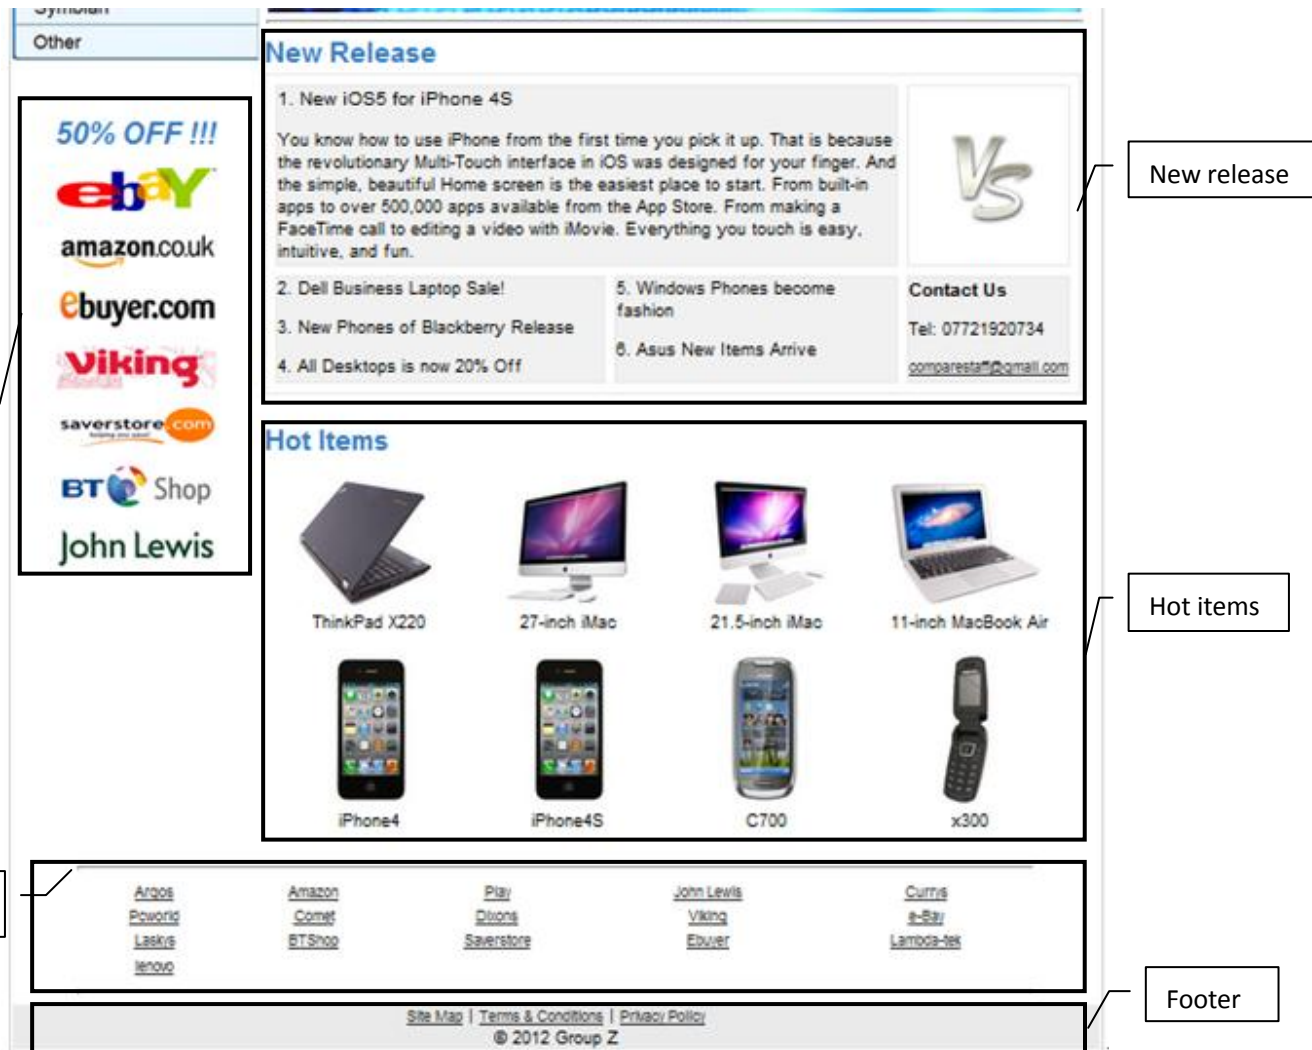 Symbian
Other
50% OFF !!!
ebaY
amazon.co.uk
ebuyer.com
Viking
saverstore.com
BT Shop
John Lewis
New Release
1. New iOS5 for iPhone 4S
You know how to use iPhone from the first time you pick it up. That is because
the revolutionary Multi-Touch interface in iOS was designed for your finger. And
the simple, beautiful Home screen is the easiest place to start. From built-in
apps to over 500,000 apps available from the App Store. From making a
FaceTime call to editing a video with iMovie. Everything you touch is easy,
intuitive, and fun.
VS
2. Dell Business Laptop Sale!
3. New Phones of Blackberry Release
4. All Desktops is now 20% Off
5. Windows Phones become
fashion
6. Asus New Items Arrive
Contact Us
Tel: 07721920734
comparestaff@gmail.com
New release
Hot Items
ThinkPad X220
27-inch iMac
21.5-inch iMac
11-inch MacBook Air
iPhone4
iPhone4S
C700
x300
Hot items
Argos Amazon Play John Lewis Currys
Pcworld Comet Dixons Viking e-Bay
Laskys BTShop Saverstore Ebuyer Lambda-tek
lenovo
Site Map | Terms & Conditions | Privacy Policy
© 2012 Group Z
Footer